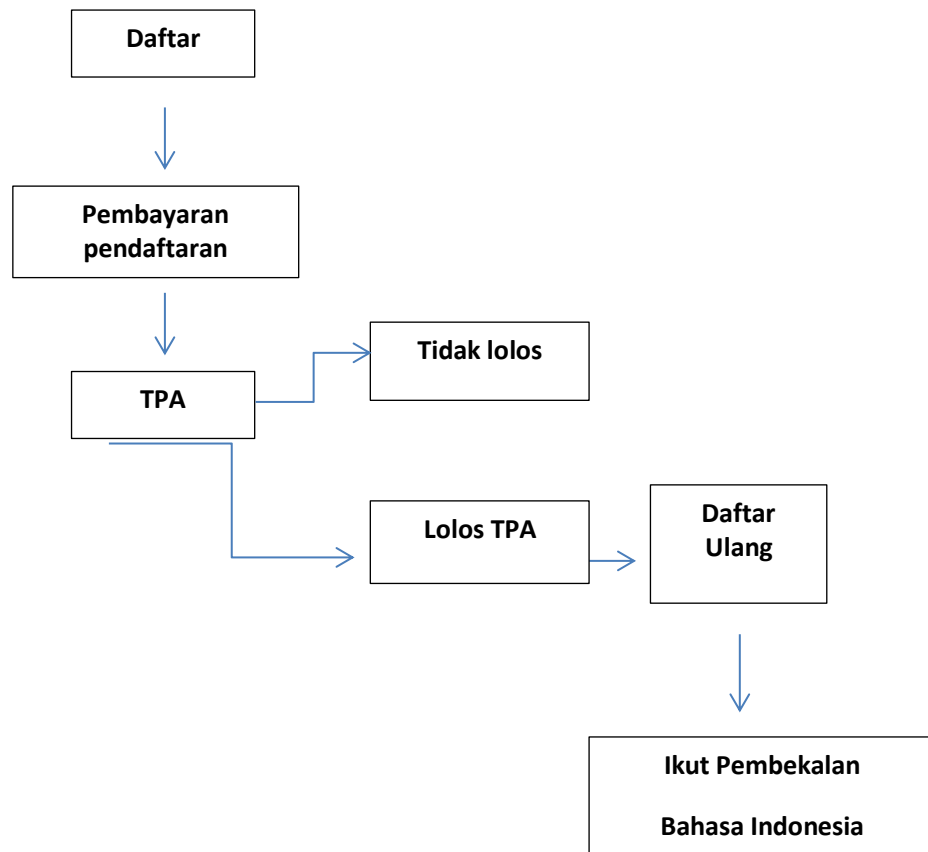 Daftar
Pembayaran
pendaftaran
Tidak lolos
TPA
Lolos TPA
Daftar
Ulang
Ikut Pembekalan
Bahasa Indonesia